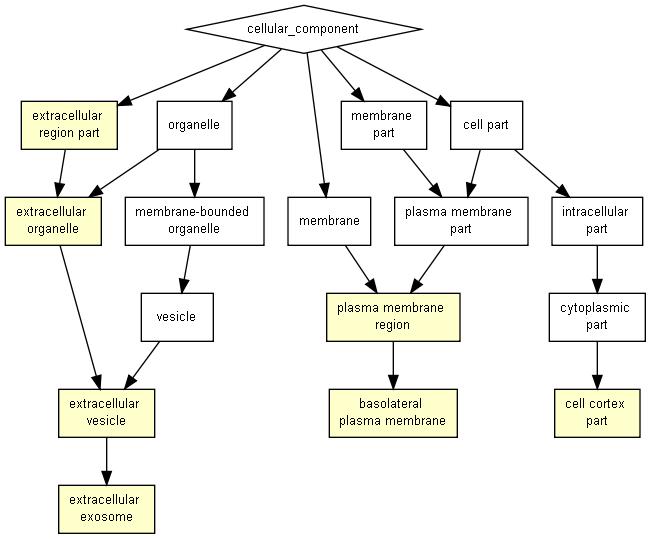 cellular_component
extracellular
region part
organelle
membrane
part
cell part
extracellular
organelle
membrane-bounded
organelle
membrane
plasma membrane
part
intracellular
part
vesicle
plasma membrane
region
cytoplasmic
part
extracellular
vesicle
basolateral
plasma membrane
cell cortex
part
extracellular
exosome